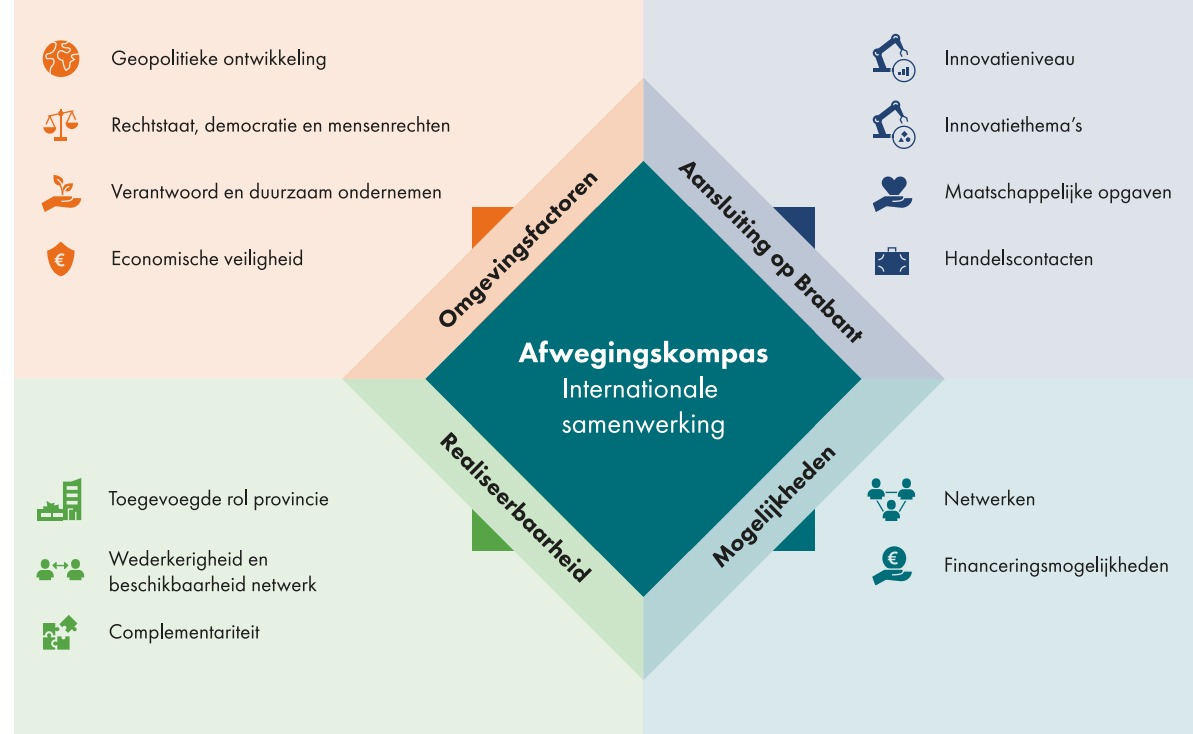 Geopolitieke ontwikkeling
Rechtstaat, democratie en mensenrechten
Verantwoord en duurzaam ondernemen
Economische veiligheid
Omgevingsfactoren
Innovatieniveau
Innovatiethema's
Maatschappelijke opgaven
Handelscontacten
Aansluiting op Brabant
Afwegingskompas
Internationale
samenwerking
Toegevoegde rol provincie
Wederkerigheid en
beschikbaarheid netwerk
Complementariteit
Realiseerbaarheid
Mogelijkheden
Netwerken
€
Financeringsmogelijkheden
€